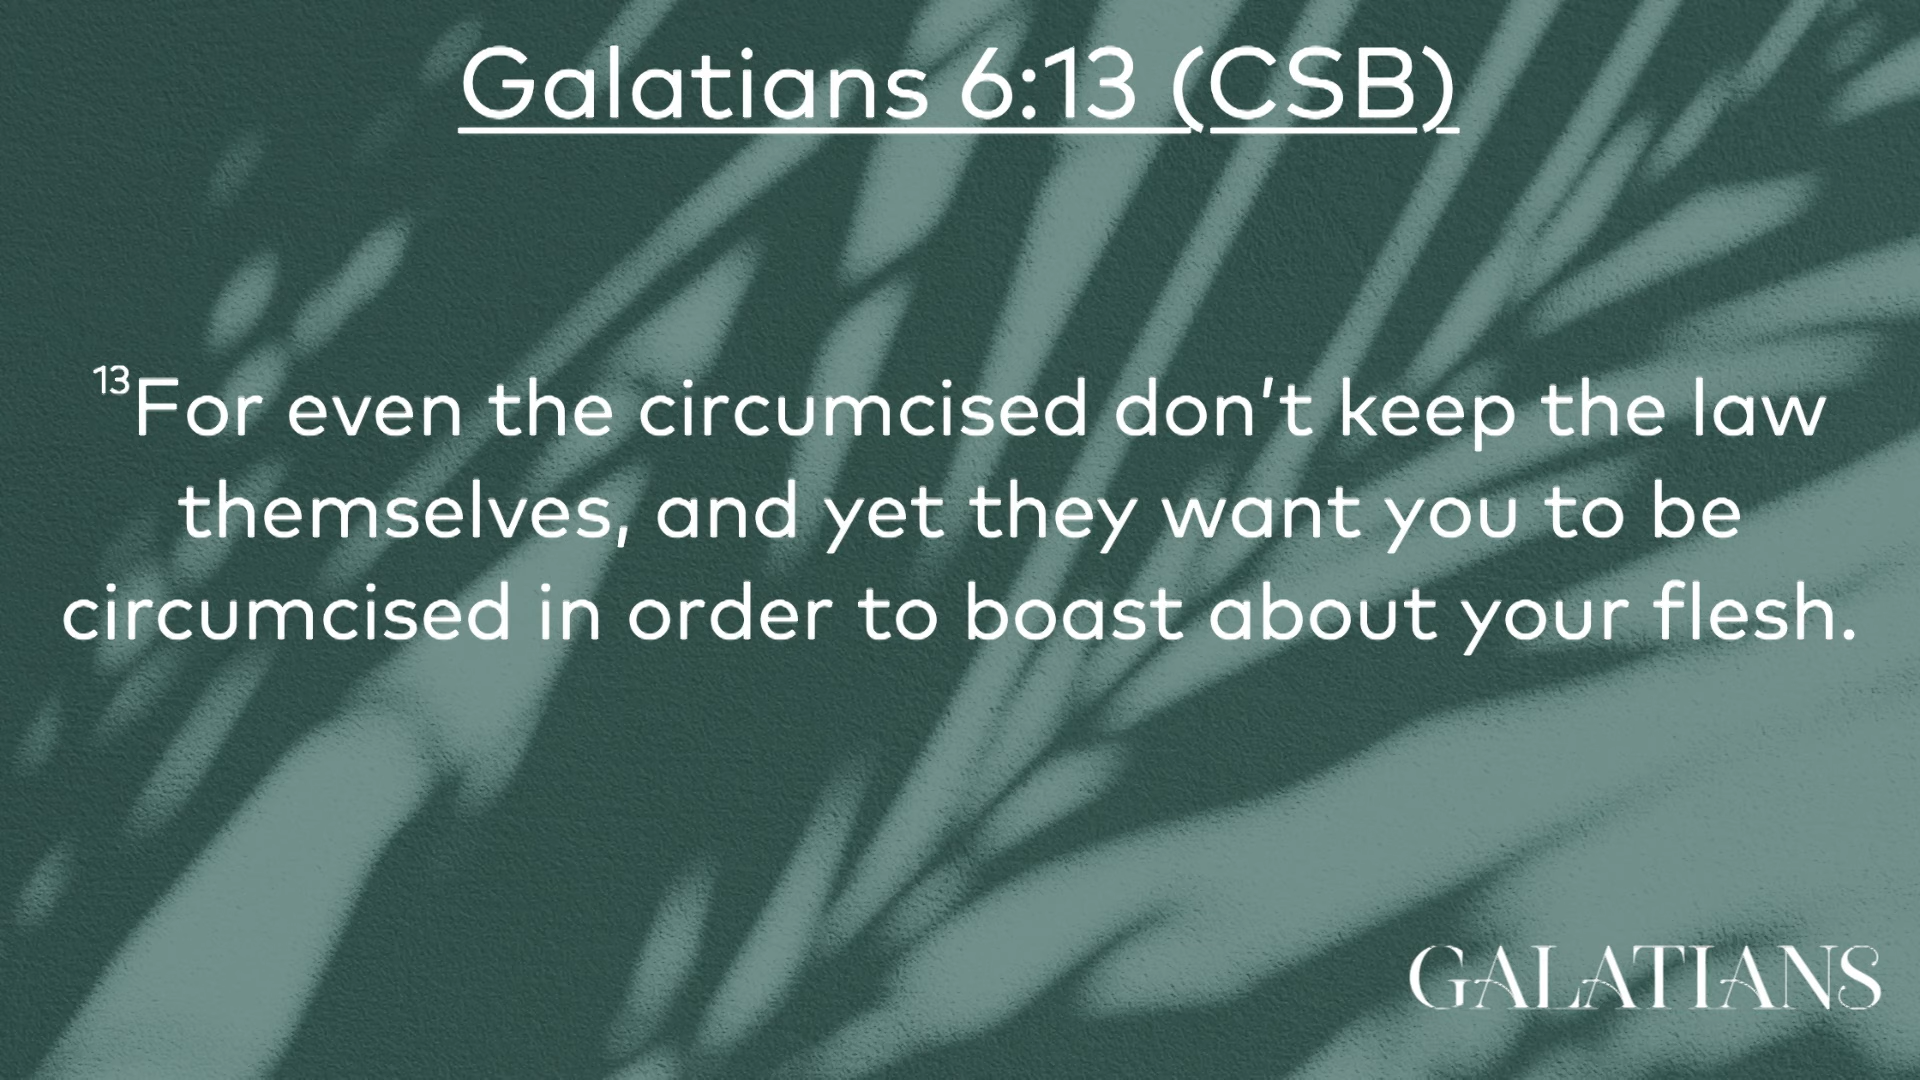 Galatians 6:13 (CSB)
¹³For even the circumcised don’t keep the law
themselves, and yet they want you to be
circumcised in order to boast about your flesh.
GALATIANS